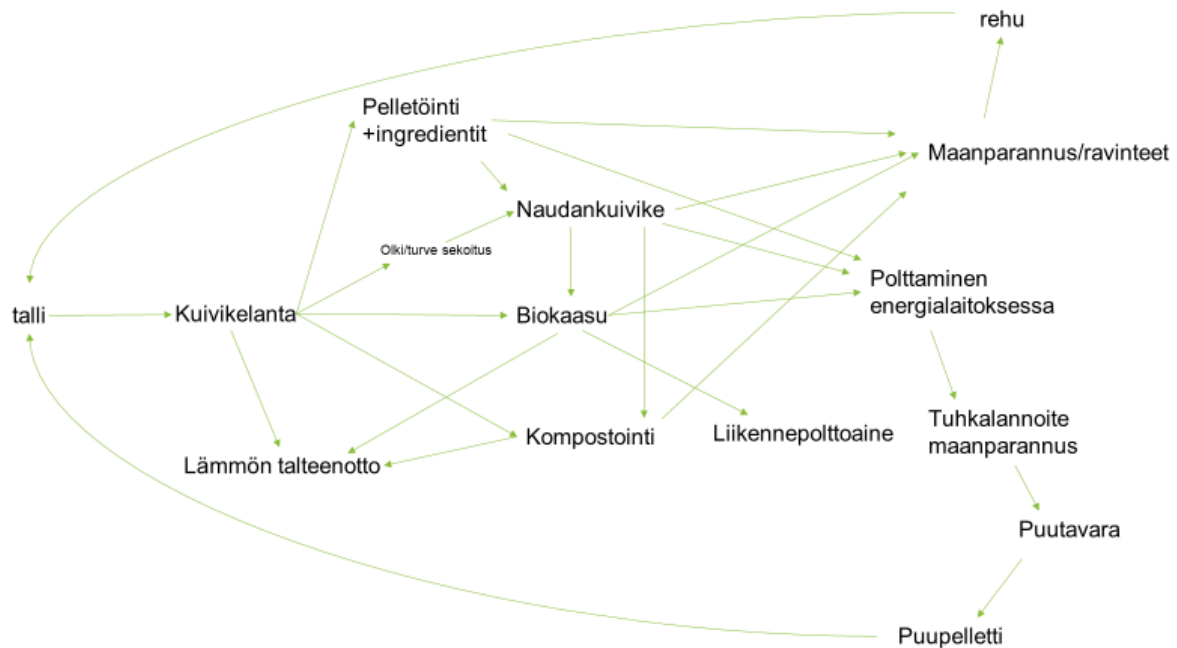 rehu
Pelletöinti
+ingredientit
Maanparannus/ravinteet
Naudankuivike
Olki/turve sekoitus
Polttaminen
energialaitoksessa
talli
Kuivikelanta
Biokaasu
Tuhkalannoite
maanparannus
Kompostointi
Liikennepolttoaine
Lämmön talteenotto
Puutavara
Puupelletti